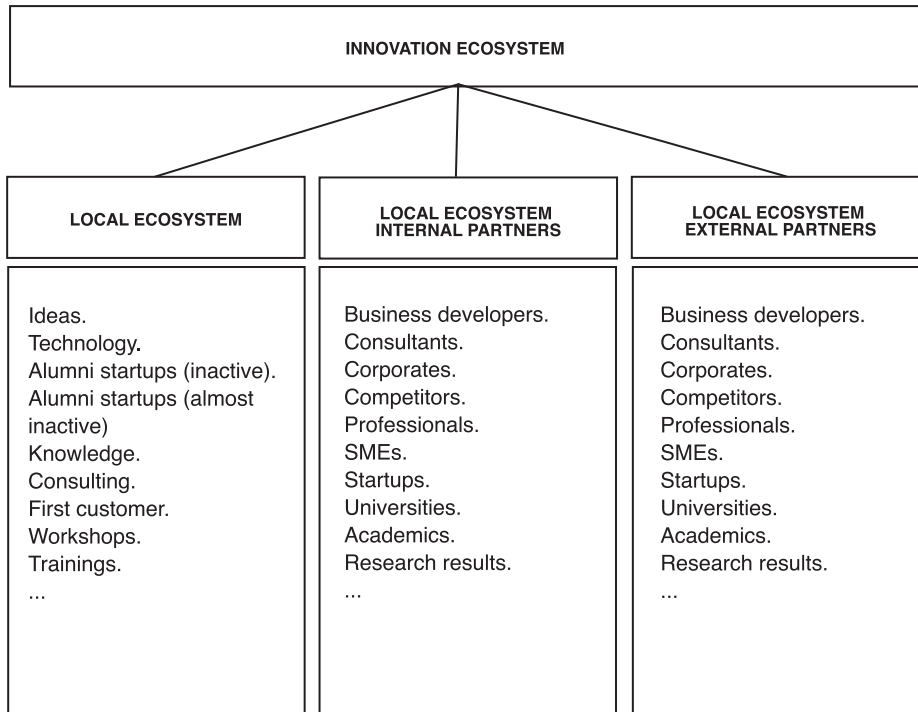 INNOVATION ECOSYSTEM
LOCAL ECOSYSTEM
LOCAL ECOSYSTEM
INTERNAL PARTNERS
LOCAL ECOSYSTEM
EXTERNAL PARTNERS
Ideas.
Technology.
Alumni startups (inactive).
Alumni startups (almost
inactive)
Knowledge.
Consulting.
First customer.
Workshops.
Trainings.
...
Business developers.
Consultants.
Corporates.
Competitors.
Professionals.
SMEs.
Startups.
Universities.
Academics.
Research results.
...
Business developers.
Consultants.
Corporates.
Competitors.
Professionals.
SMEs.
Startups.
Universities.
Academics.
Research results.
...